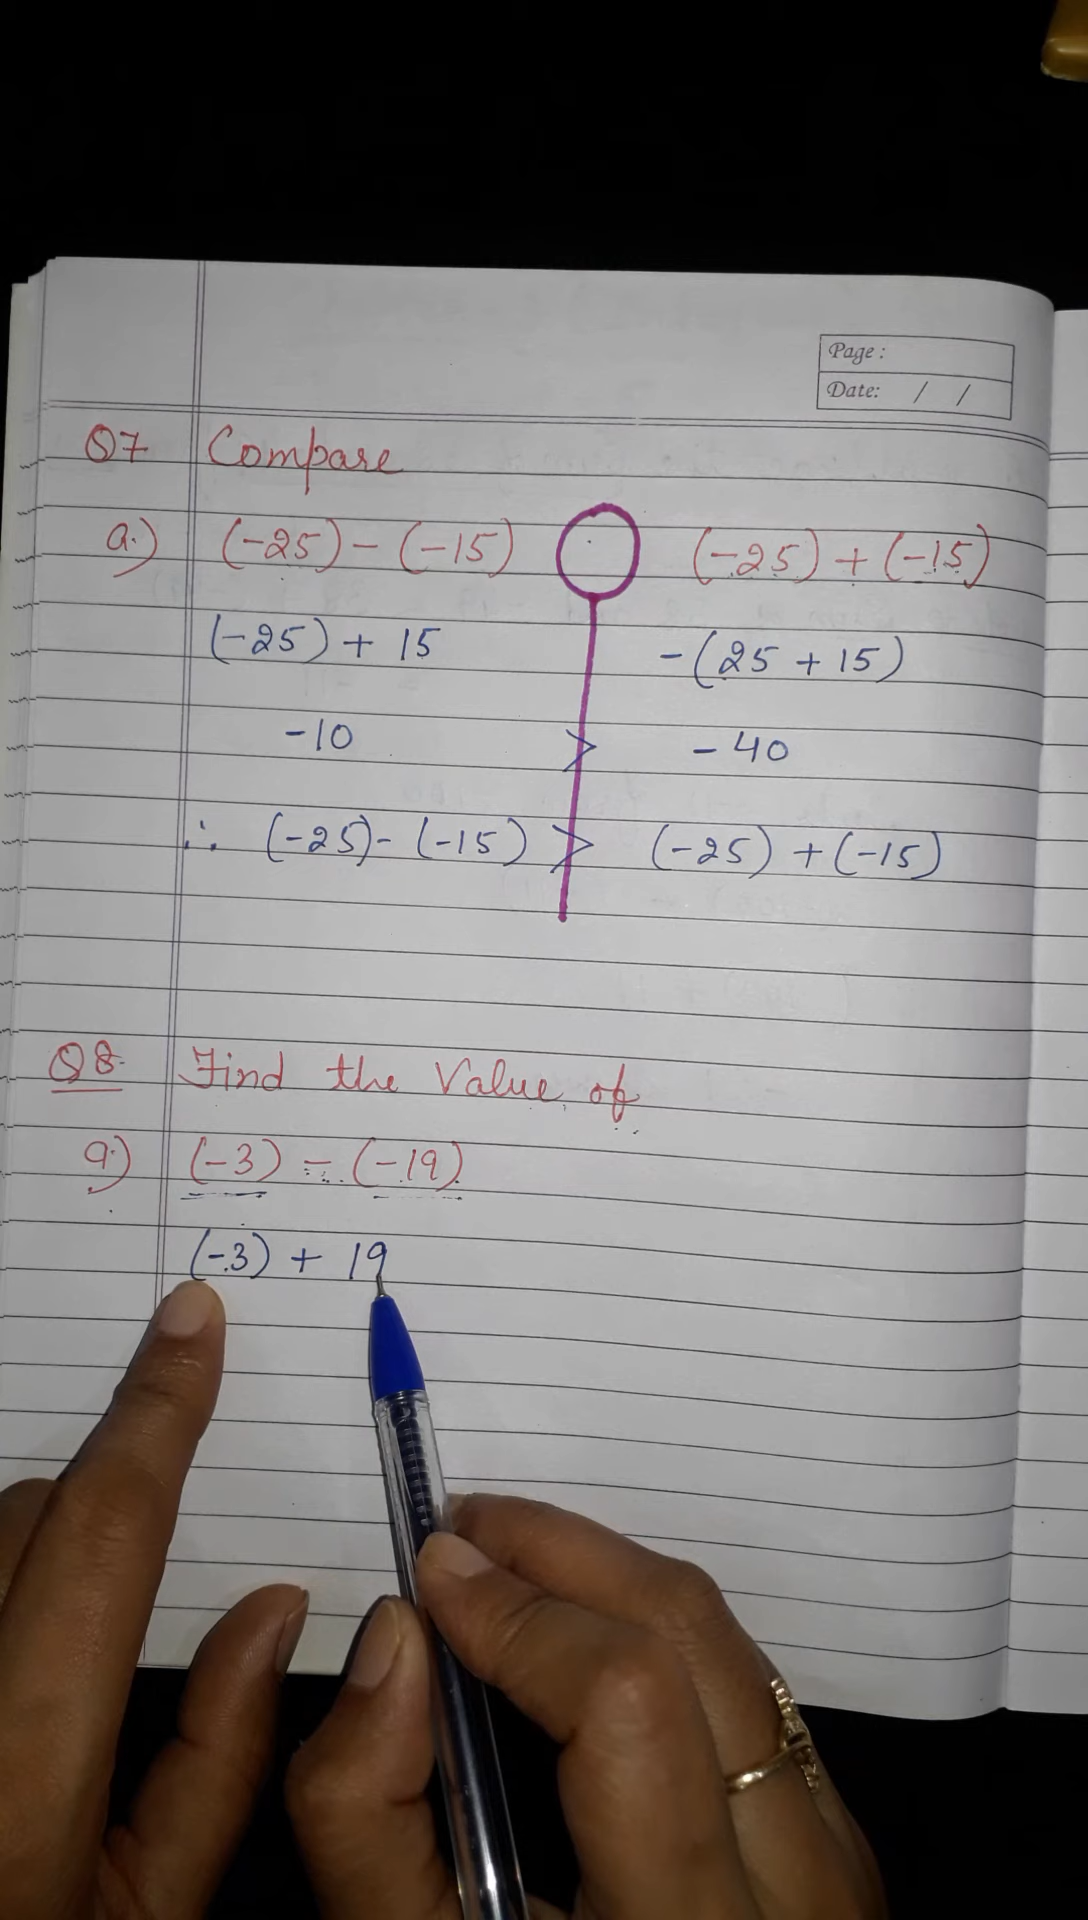 Page :
Date: / /
Q7 Compare
a.) (-25) - (-15) (-25) + (-15)
(-25) + 15 -(25 + 15)
-10 > -40
∴ (-25) - (-15) > (-25) + (-15)
Q8. Find the Value of
a.) (-3) - (-19)
(-3) + 19